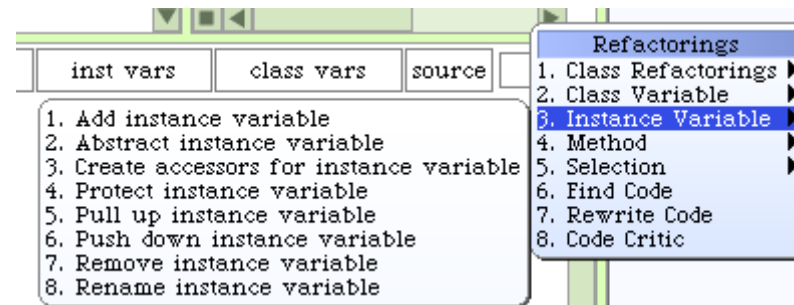 inst vars
class vars
source
1. Add instance variable
2. Abstract instance variable
3. Create accessors for instance variable
4. Protect instance variable
5. Pull up instance variable
6. Push down instance variable
7. Remove instance variable
8. Rename instance variable
Refactorings
1. Class Refactorings
2. Class Variable
3. Instance Variable
4. Method
5. Selection
6. Find Code
7. Rewrite Code
8. Code Critic